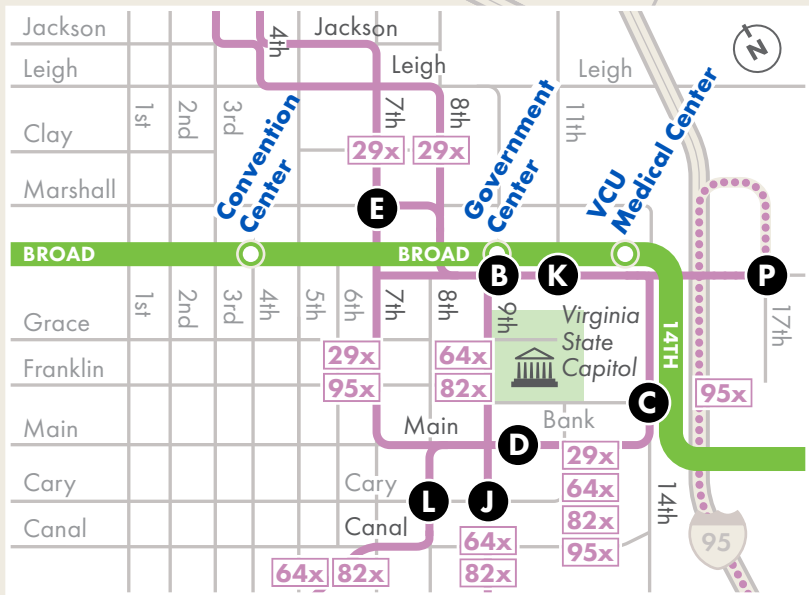 Jackson
4th
Jackson
N
Leigh
Leigh
Leigh
1st
2nd
3rd
7th
8th
11th
Convention
Center
Government
Center
VCU
Medical Center
Clay
29x
29x
Marshall
E
BROAD
BROAD
B
K
P
1st
2nd
3rd
4th
5th
6th
7th
8th
9th
17th
Virginia
State
Capitol
14TH
Grace
29x
64x
Franklin
95x
82x
95x
C
Main
Main
D
Bank
29x
Cary
Cary
L
J
64x
14th
Canal
Canal
82x
64x
95x
95
64x
82x
82x